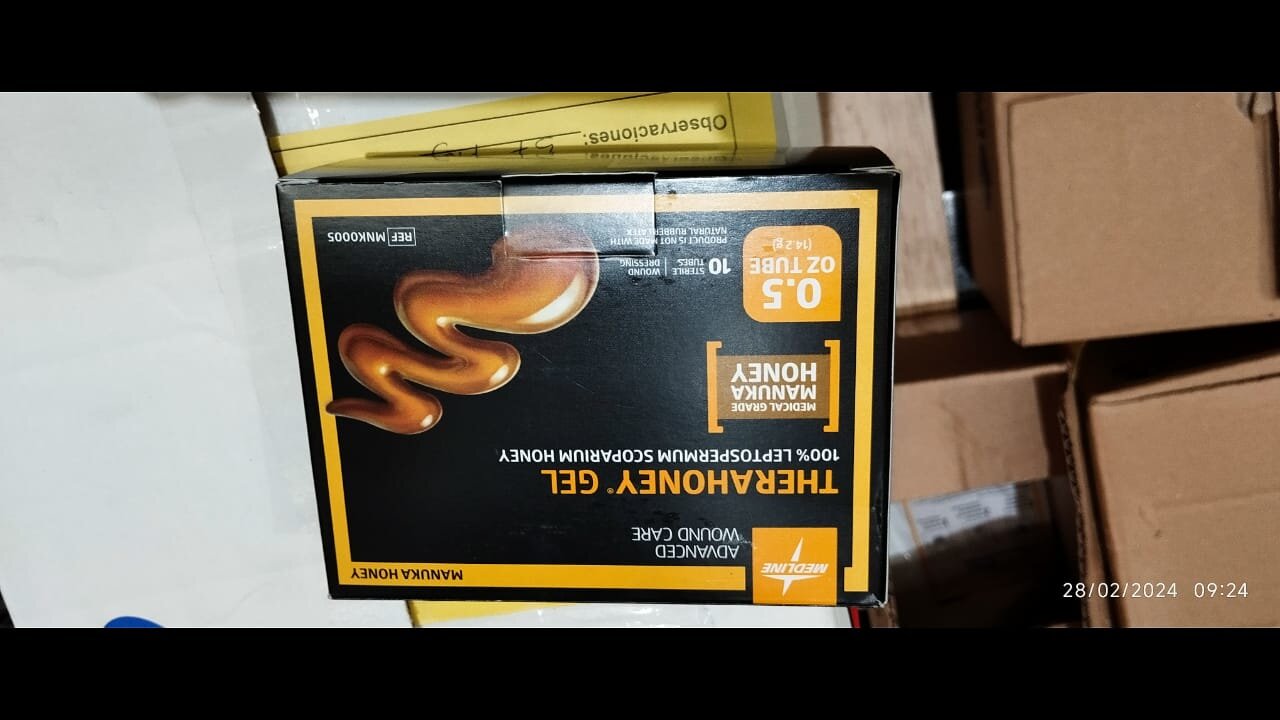 MANUKA HONEY
MEDLINE
ADVANCED
WOUND CARE
THERAHONEY® GEL
100% LEPTOSPERMUM SCOPARIUM HONEY
MEDICAL GRADE
MANUKA
HONEY
0.5
OZ TUBE
(14.2 g)
10 STERILE TUBES: | WOUND DRESSING
PRODUCT IS NOT MADE WITH
NATURAL RUBBER LATEX
REF MNK0005
Observaciones:
28/02/2024 09:24